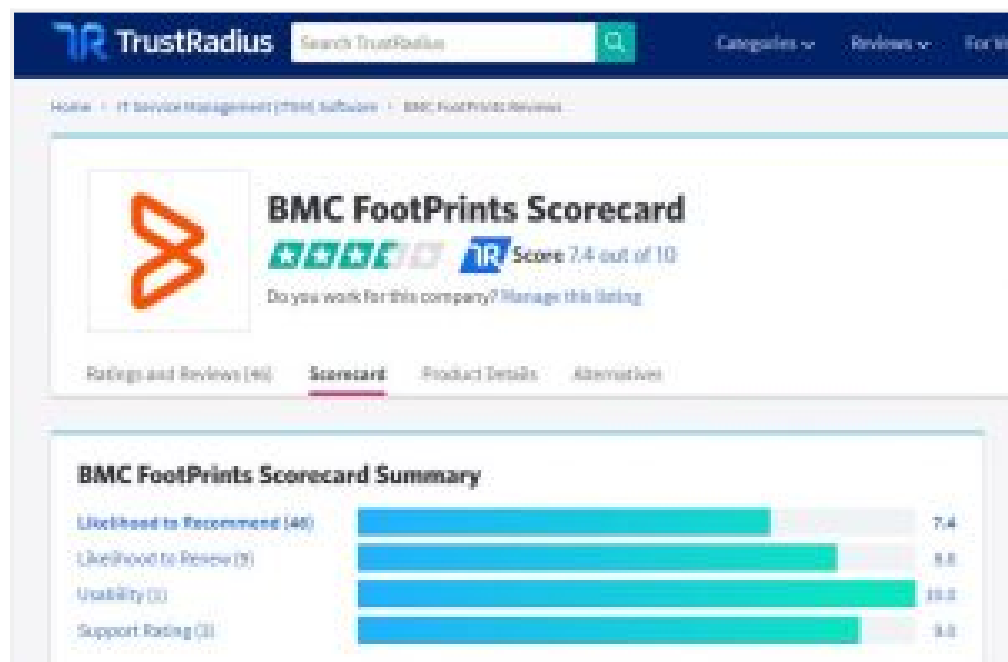 TrustRadius Search TrustRadius Categories Reviews For
Home › IT Service Management (ITSM) Software › BMC FootPrints Reviews
BMC FootPrints Scorecard
TR Score 7.4 out of 10
Do you work for this company? Manage this listing
Ratings and Reviews (46) Scorecard Product Details Alternatives
BMC FootPrints Scorecard Summary
Likelihood to Recommend (46) 7.4
Likelihood to Renew (9)
Usability (1) 10.0
Support Rating 9.0